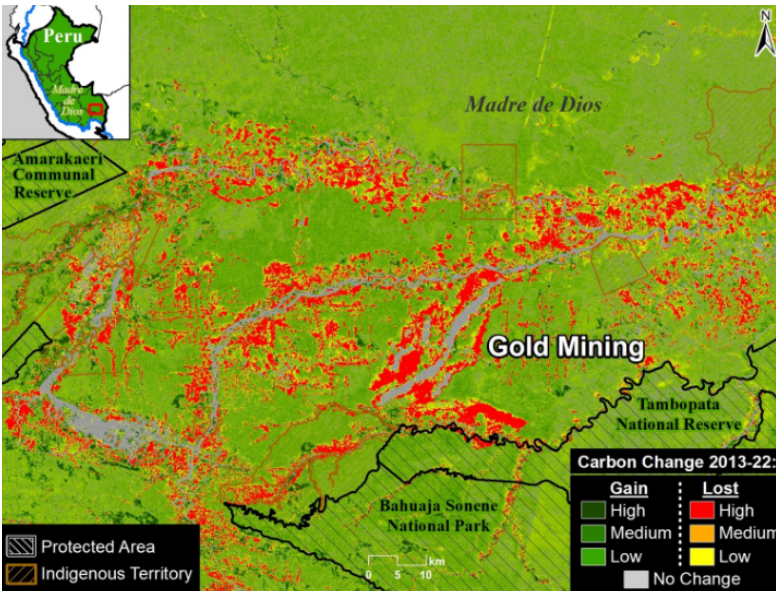 Peru
Madre
de
Dios
N
Madre de Dios
Amarakaeri
Communal
Reserve
Gold Mining
Tambopata
National Reserve
Bahuaja Sonene
National Park
km
0 5 10
Protected Area
Indigenous Territory
Carbon Change 2013-22:
Gain Lost
High High
Medium Medium
Low Low
No Change